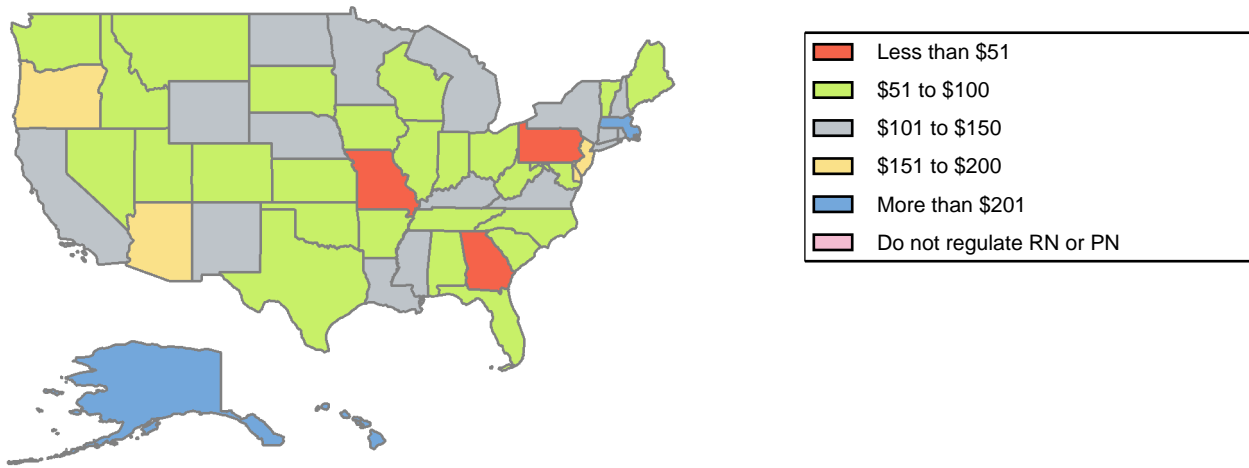 Less than $51
$51 to $100
$101 to $150
$151 to $200
More than $201
Do not regulate RN or PN